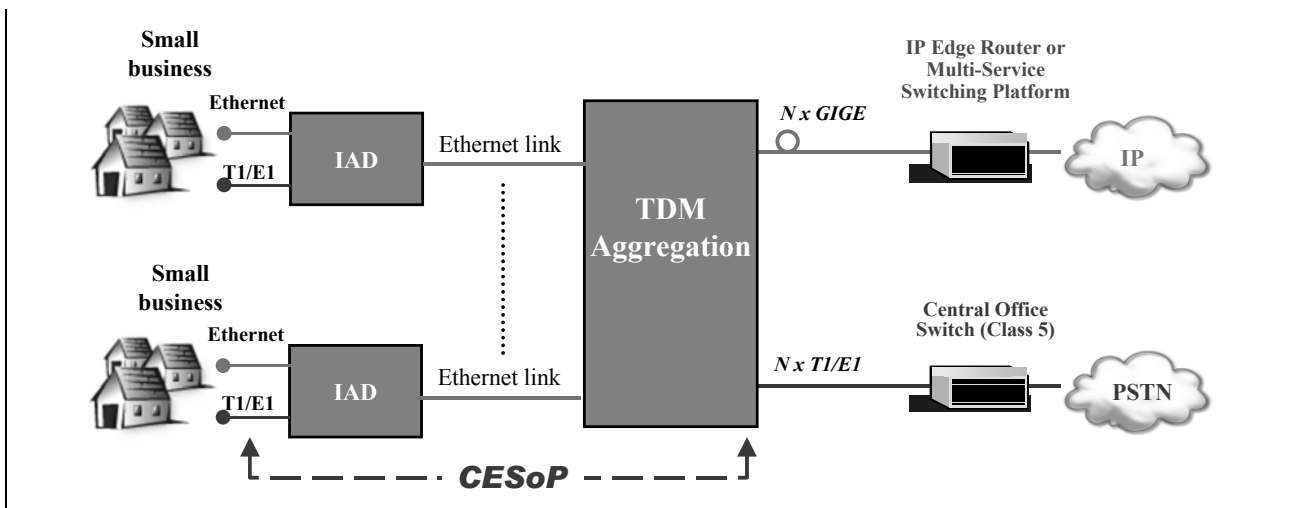 Small
business
Ethernet
T1/E1
IAD
Ethernet link
TDM
Aggregation
N x GIGE
IP Edge Router or
Multi-Service
Switching Platform
IP
Small
business
Ethernet
T1/E1
IAD
Ethernet link
N x T1/E1
Central Office
Switch (Class 5)
PSTN
CESoP